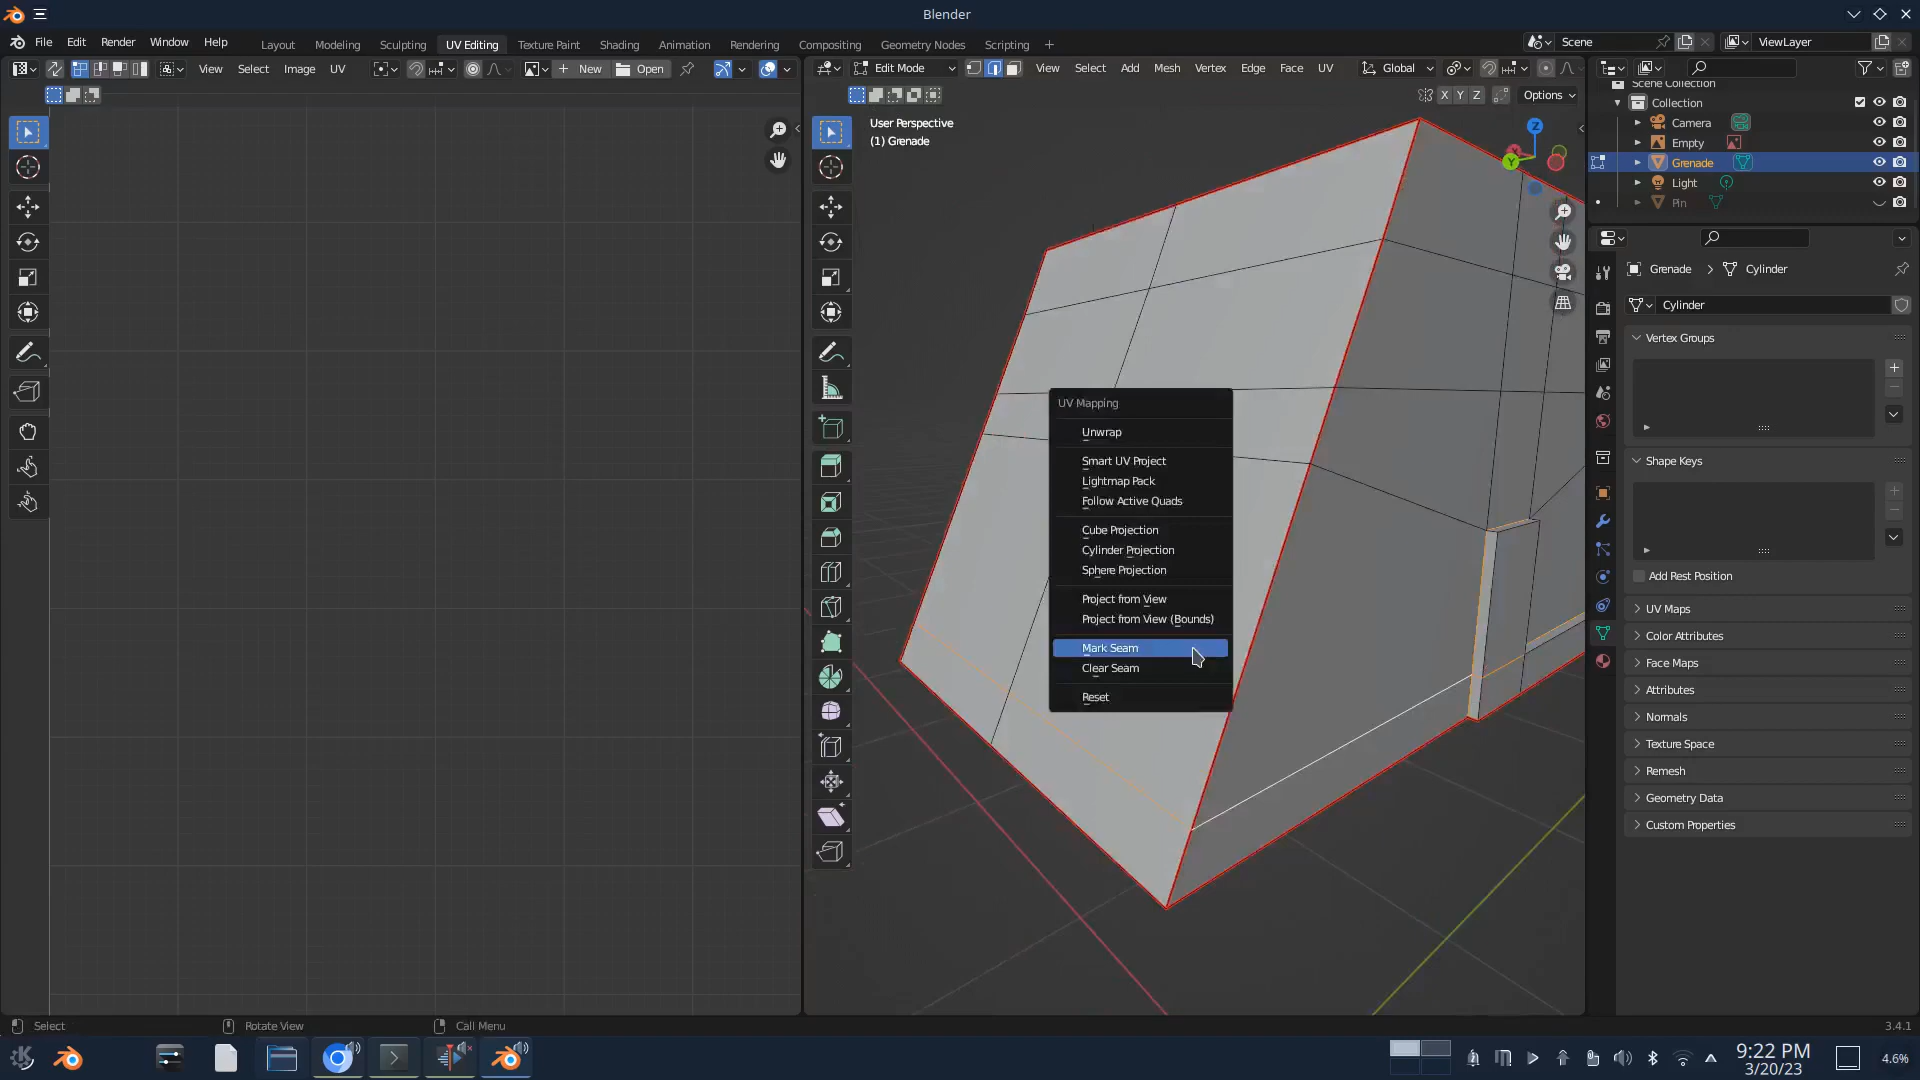 Blender
File Edit Render Window Help
Layout Modeling Sculpting UV Editing Texture Paint Shading Animation Rendering Compositing Geometry Nodes Scripting +
Scene
ViewLayer
View Select Image UV
New
Open
Edit Mode
View Select Add Mesh Vertex Edge Face UV
Global
X Y Z
Options
User Perspective
(1) Grenade
Z
Y
UV Mapping
Unwrap
Smart UV Project
Lightmap Pack
Follow Active Quads
Cube Projection
Cylinder Projection
Sphere Projection
Project from View
Project from View (Bounds)
Mark Seam
Clear Seam
Reset
Scene Collection
Collection
Camera
Empty
Grenade
Light
Pin
Grenade > Cylinder
Cylinder
Vertex Groups
Shape Keys
Add Rest Position
UV Maps
Color Attributes
Face Maps
Attributes
Normals
Texture Space
Remesh
Geometry Data
Custom Properties
Select
Rotate View
Call Menu
3.4.1
9:22 PM
3/20/23
4.6%